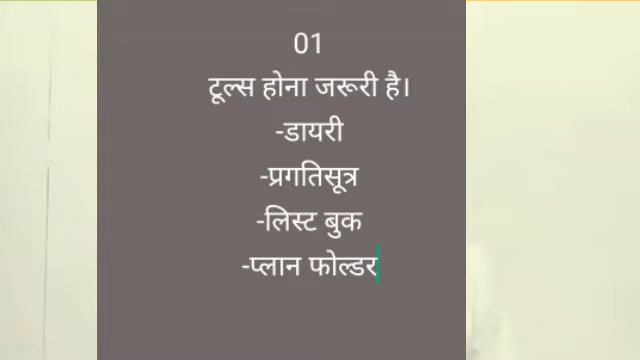 01
टूल्स होना जरूरी है।
-डायरी
-प्रगतिसूत्र
-लिस्ट बुक
-प्लान फोल्डर